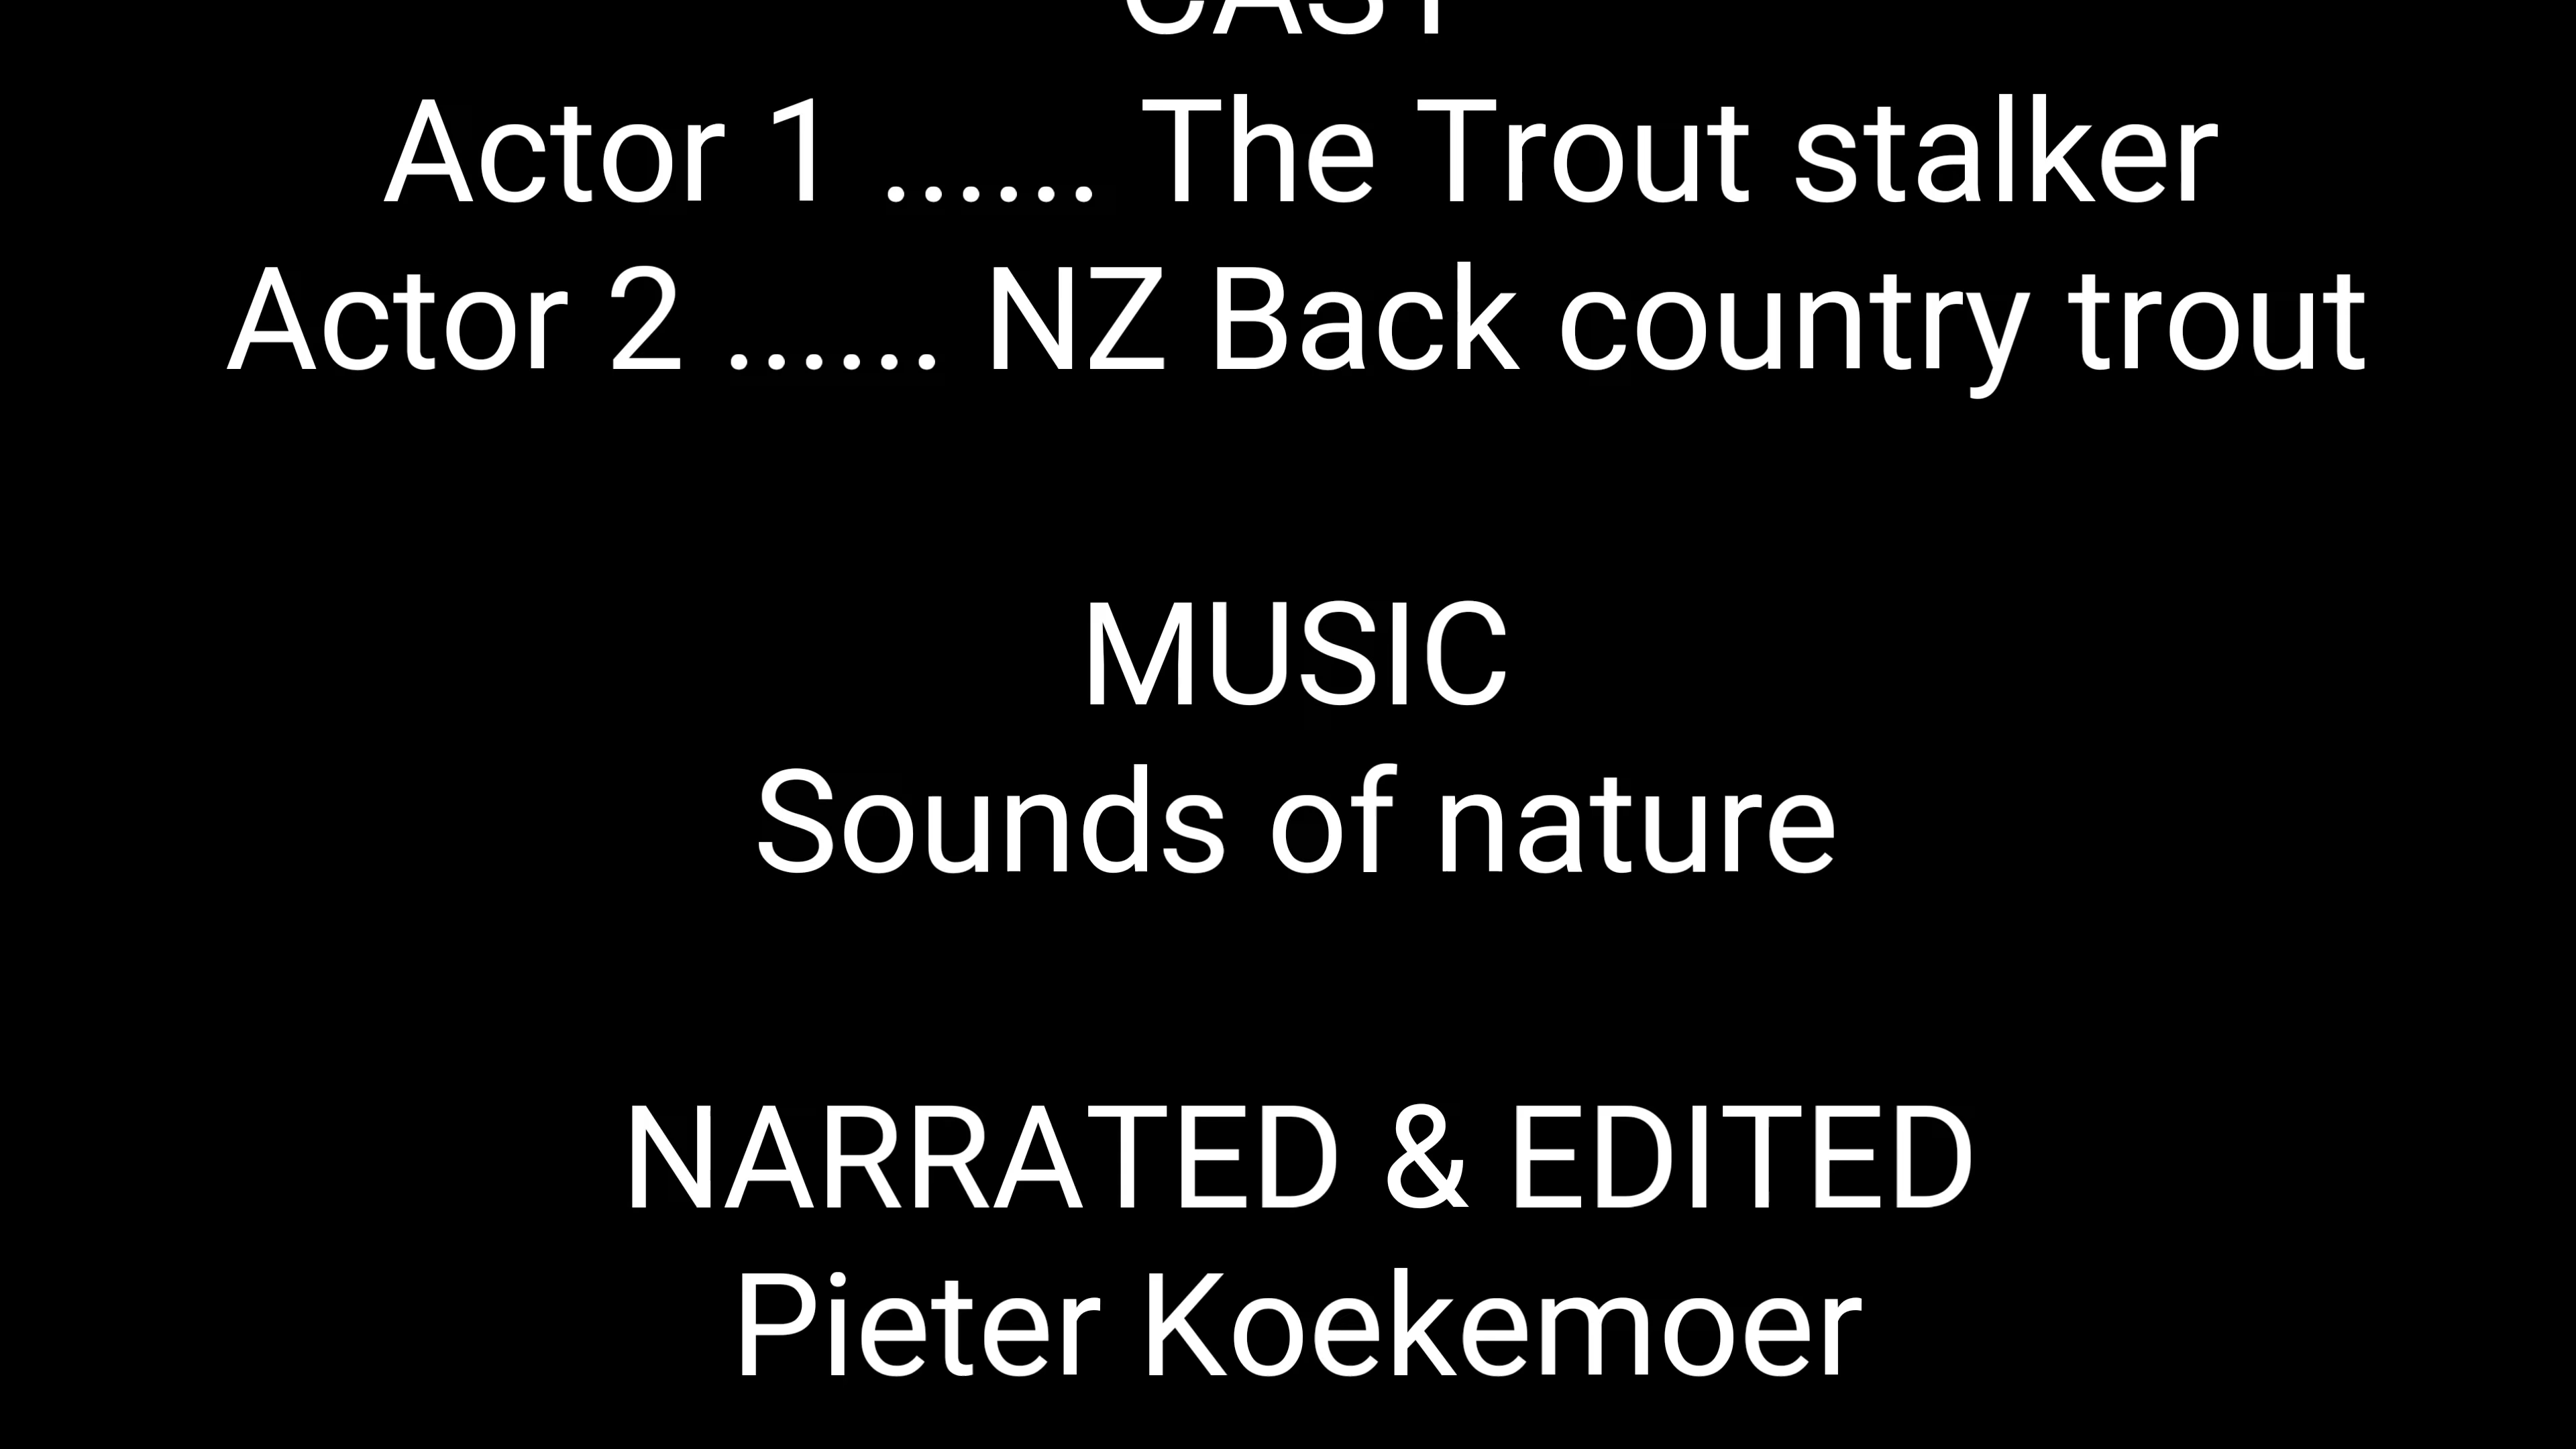 CAST
Actor 1 ...... The Trout stalker
Actor 2 ...... NZ Back country trout
MUSIC
Sounds of nature
NARRATED & EDITED
Pieter Koekemoer